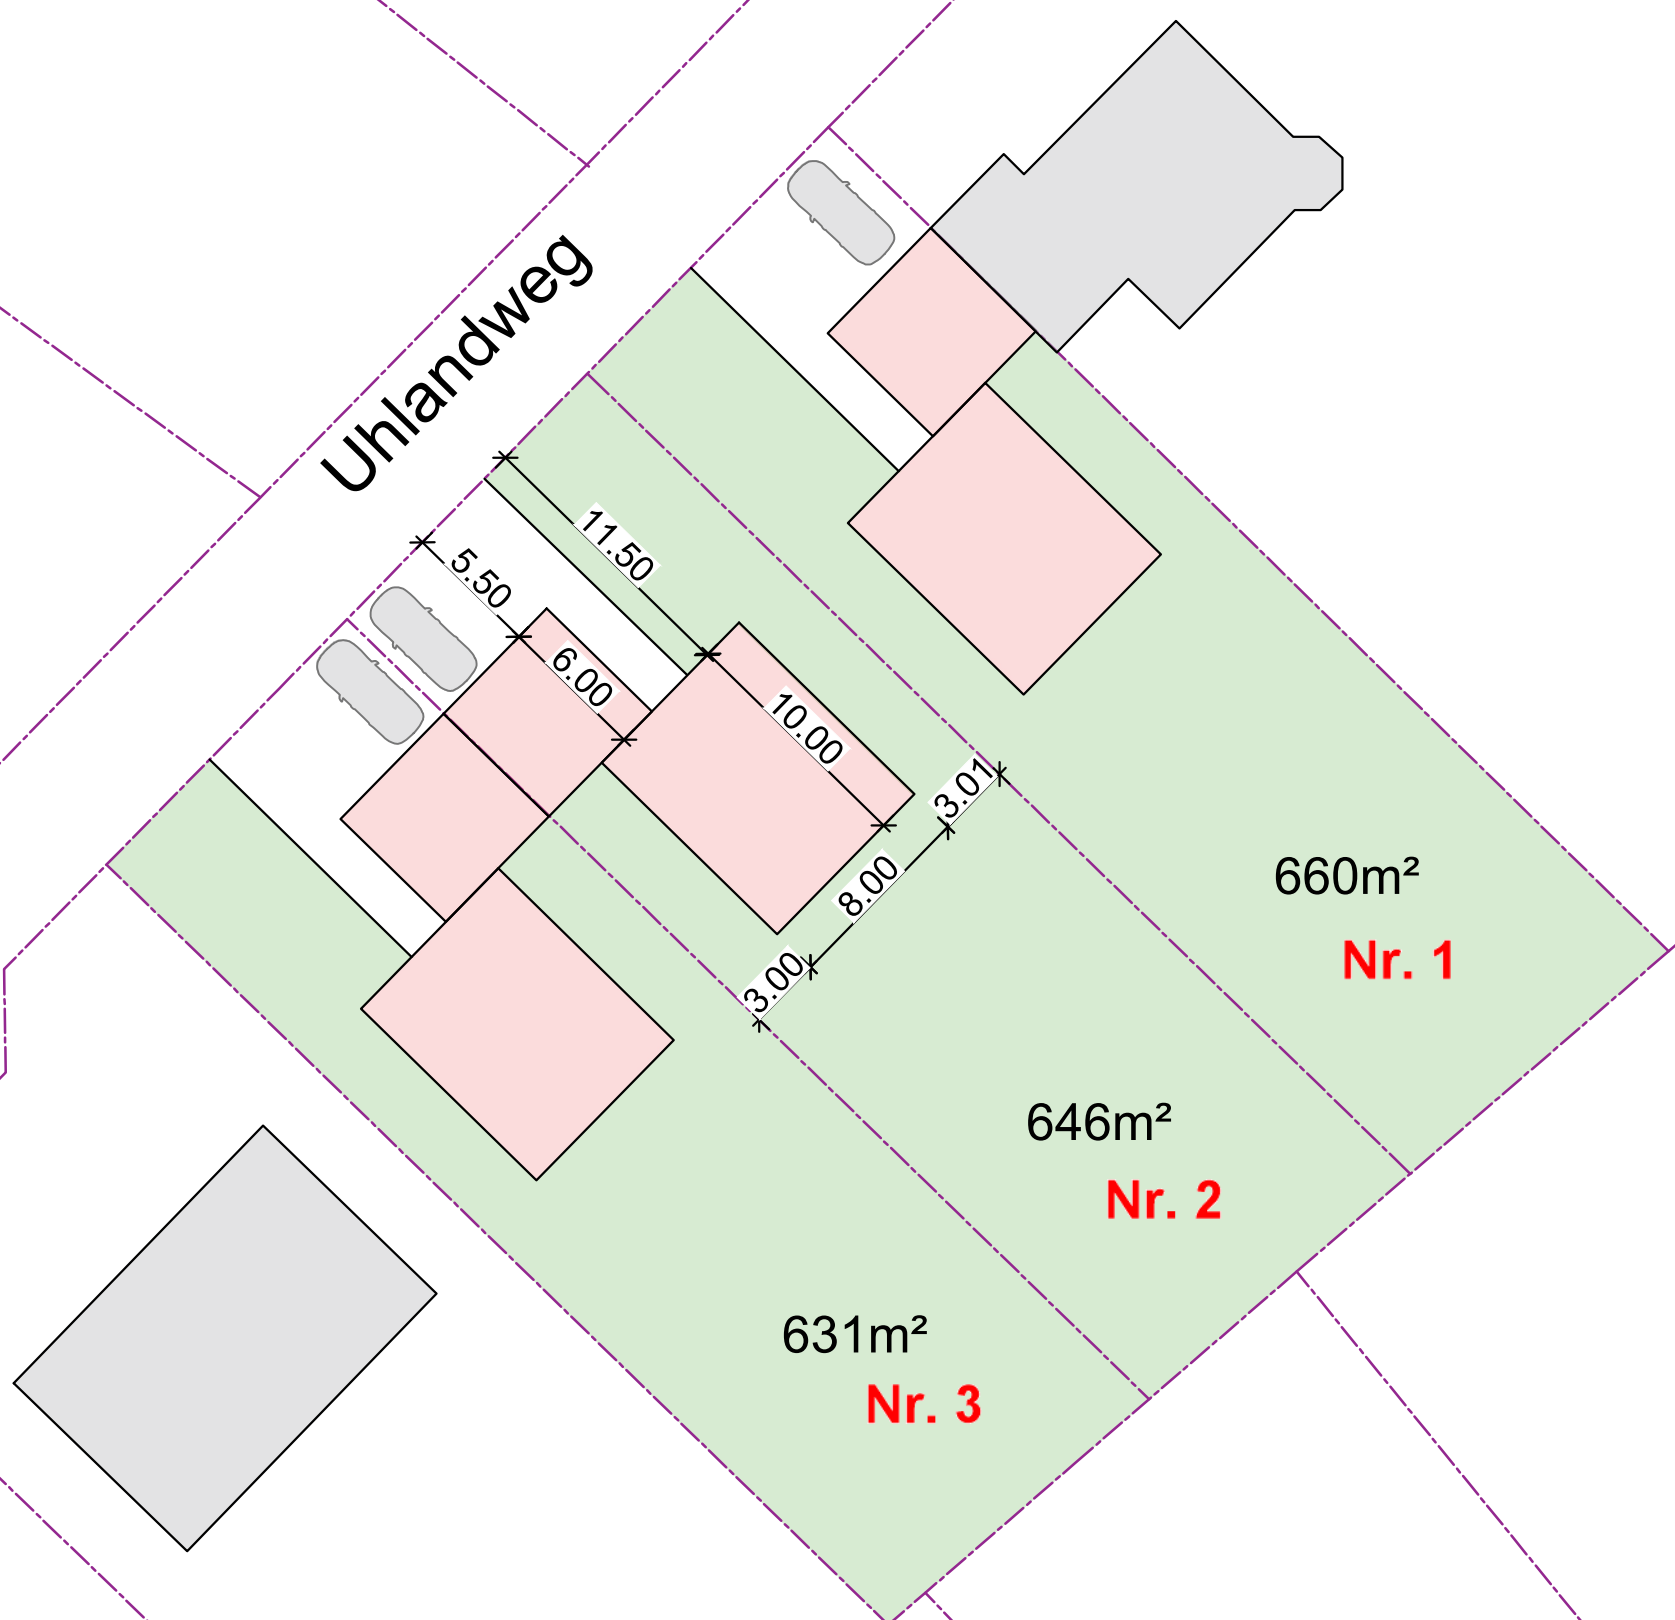 Uhlandweg
11.50
5.50
6.00
10.00
3.01
8.00
3.00
660m²
Nr. 1
646m²
Nr. 2
631m²
Nr. 3